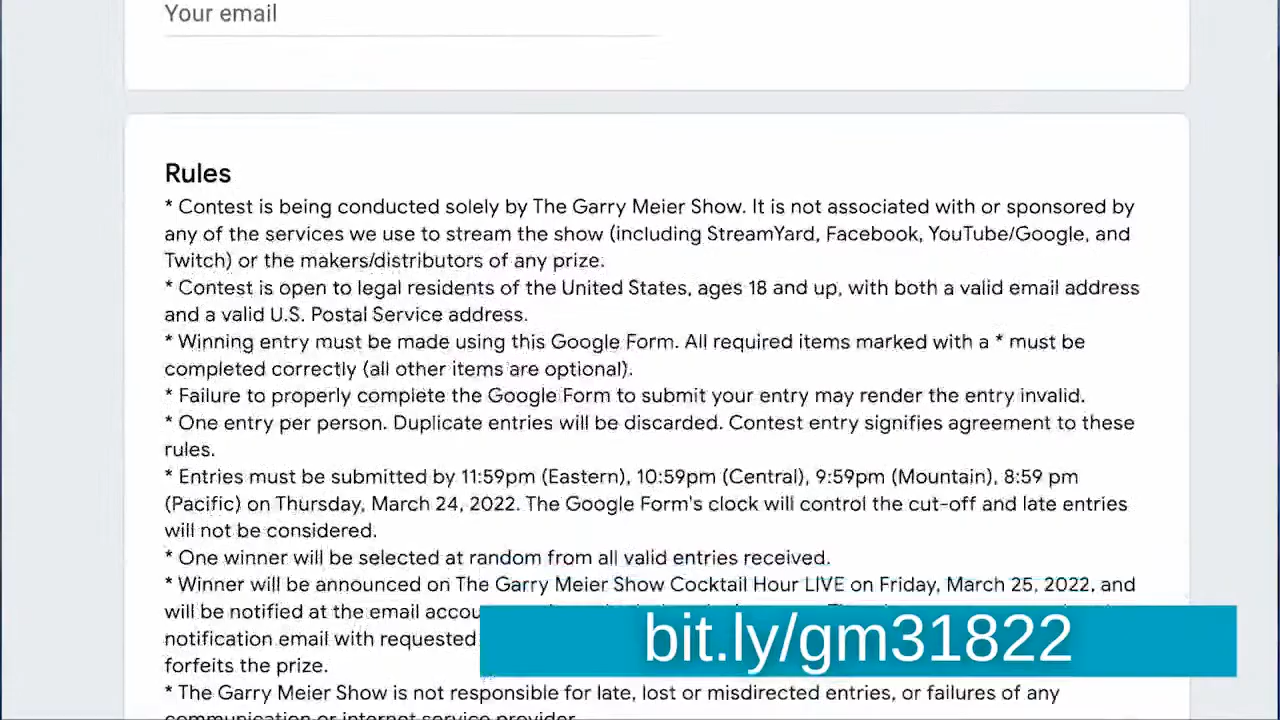 Your email
Rules
* Contest is being conducted solely by The Garry Meier Show. It is not associated with or sponsored by
any of the services we use to stream the show (including StreamYard, Facebook, YouTube/Google, and
Twitch) or the makers/distributors of any prize.
* Contest is open to legal residents of the United States, ages 18 and up, with both a valid email address
and a valid U.S. Postal Service address.
* Winning entry must be made using this Google Form. All required items marked with a * must be
completed correctly (all other items are optional).
* Failure to properly complete the Google Form to submit your entry may render the entry invalid.
* One entry per person. Duplicate entries will be discarded. Contest entry signifies agreement to these
rules.
* Entries must be submitted by 11:59pm (Eastern), 10:59pm (Central), 9:59pm (Mountain), 8:59 pm
(Pacific) on Thursday, March 24, 2022. The Google Form's clock will control the cut-off and late entries
will not be considered.
* One winner will be selected at random from all valid entries received.
* Winner will be announced on The Garry Meier Show Cocktail Hour LIVE on Friday, March 25, 2022, and
will be notified at the email
notification email with requested
forfeits the prize.
* The Garry Meier Show is not responsible for late, lost or misdirected entries, or failures of any
communication or internet service provider.
bit.ly/gm31822